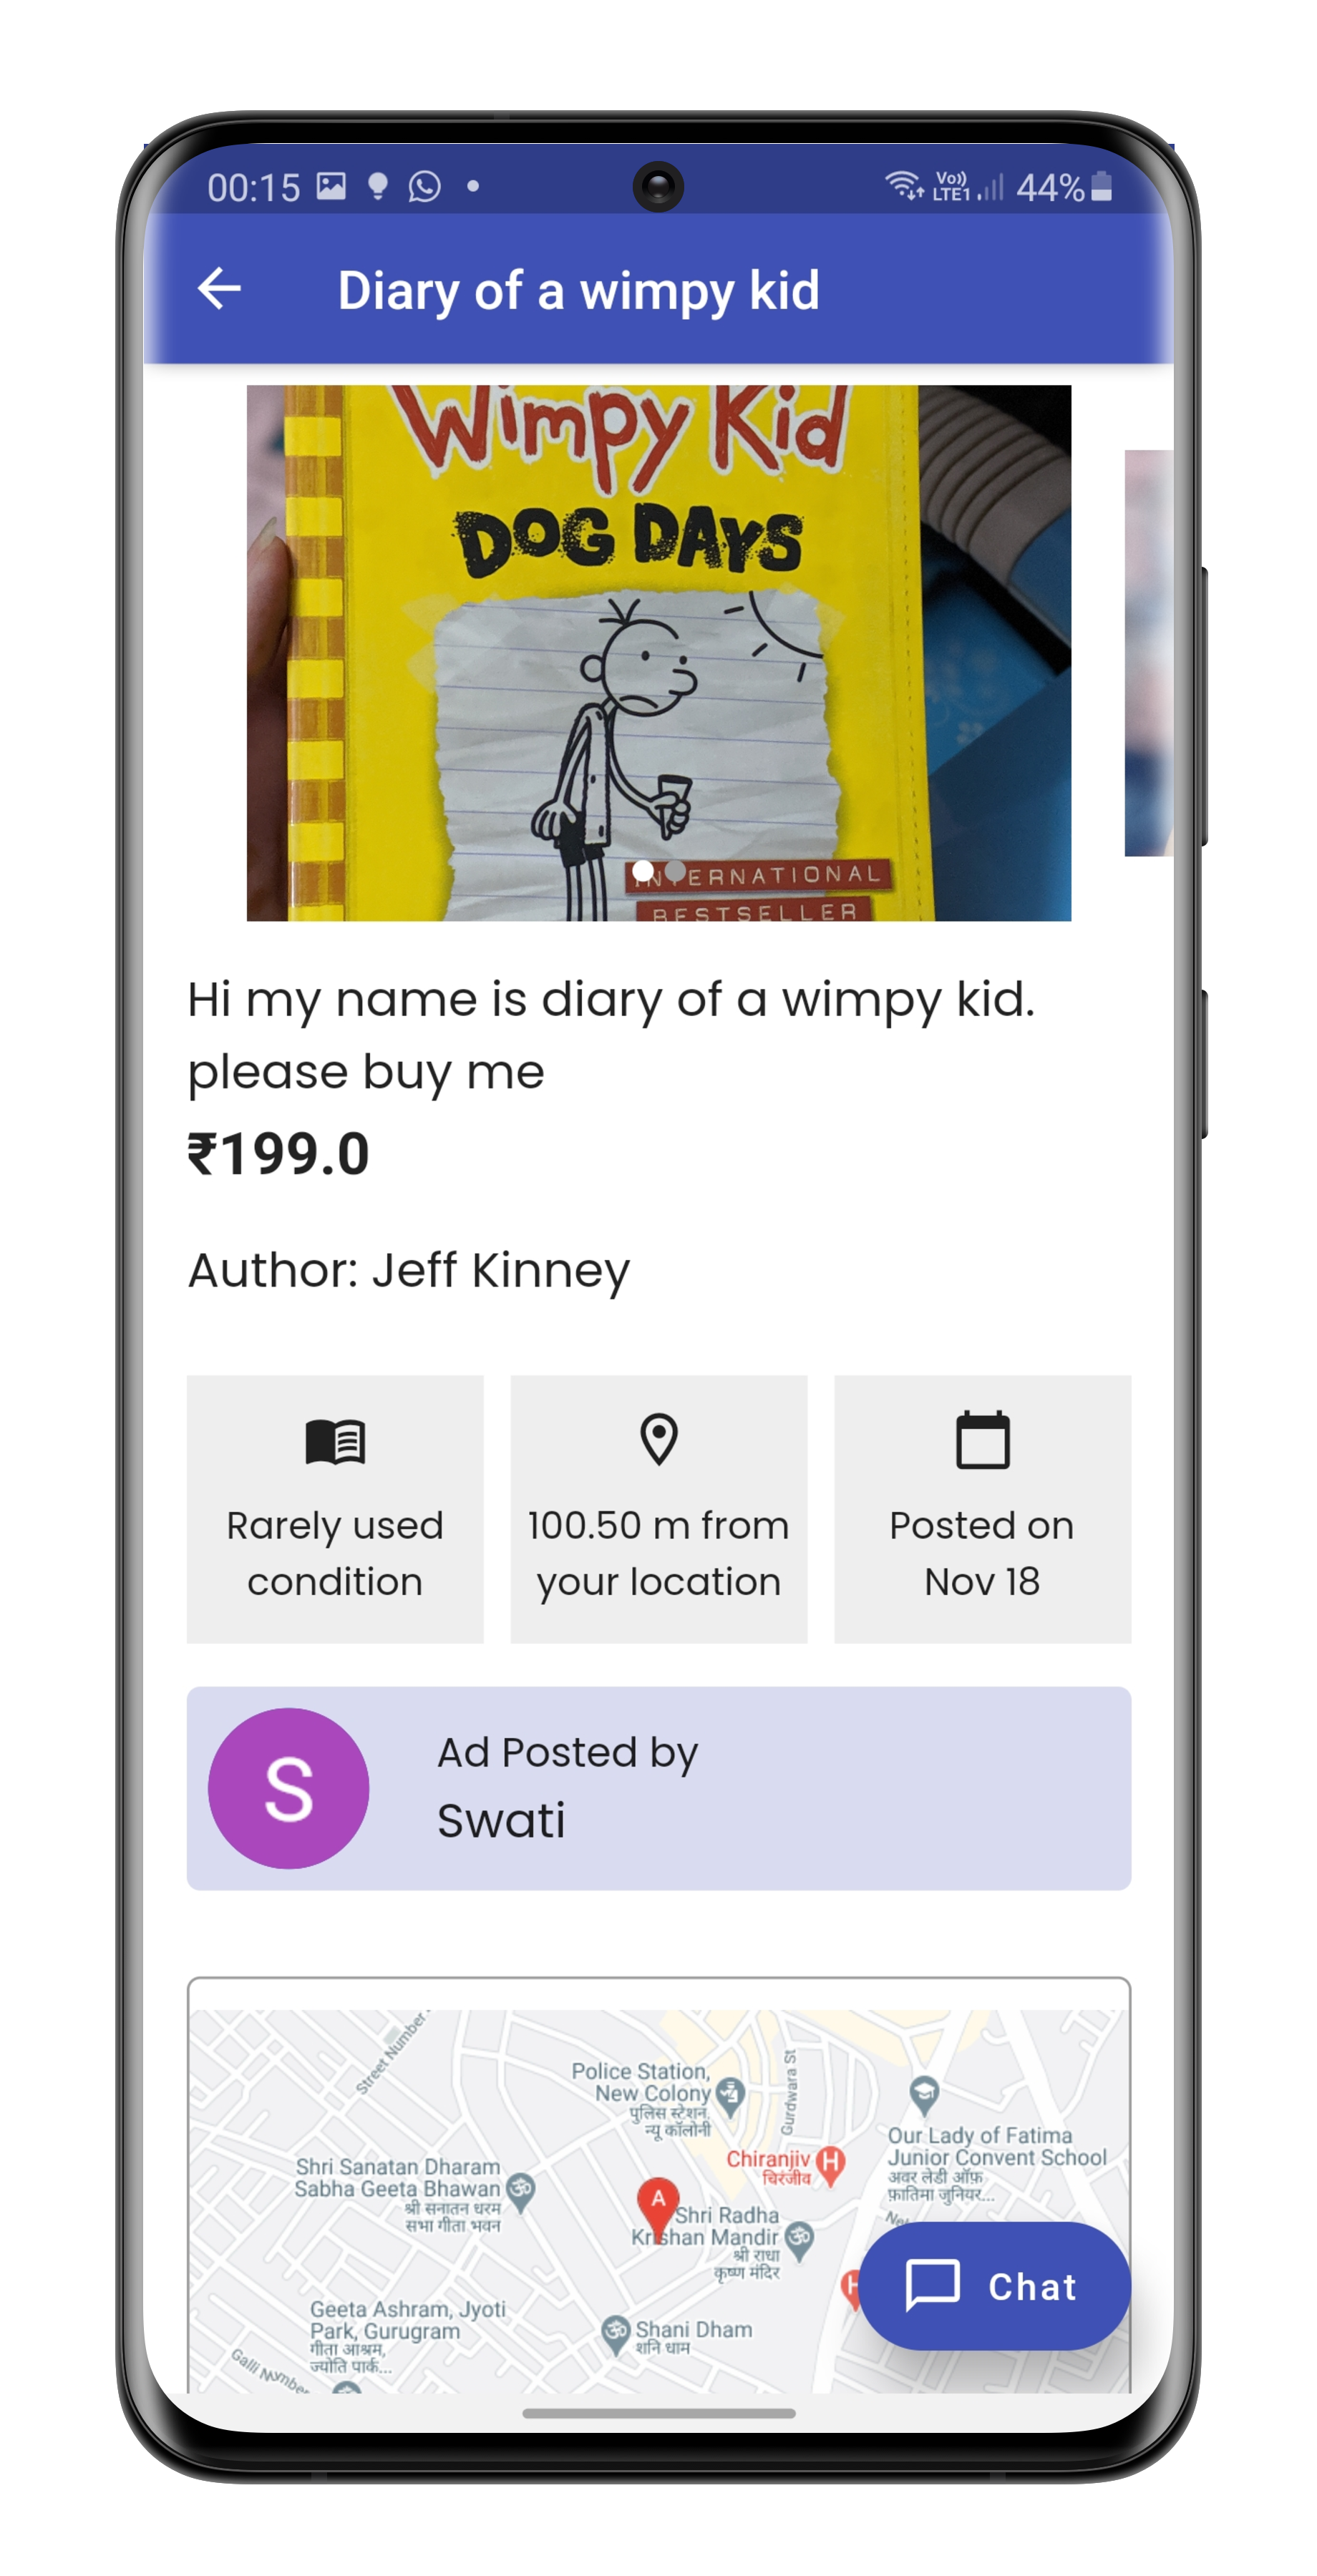 00:15
Vo))
LTE1
44%
Diary of a wimpy kid
Wimpy Kid
DOG DAYS
INTERNATIONAL
BESTSELLER
Hi my name is diary of a wimpy kid.
please buy me
₹199.0
Author: Jeff Kinney
Rarely used
condition
100.50 m from
your location
Posted on
Nov 18
S
Ad Posted by
Swati
Street Number
Police Station,
New Colony
पुलिस स्टेशन,
न्यू कॉलोनी
Gurdwara St
Our Lady of Fatima
Junior Convent School
अवर लेडी ऑफ़
फ़ातिमा जुनियर...
Chiranjiv
चिरंजीव
H
Shri Sanatan Dharam
Sabha Geeta Bhawan
श्री सनातन धरम
सभा गीता भवन
A
Shri Radha
Krishan Mandir
श्री राधा
कृष्ण मंदिर
Geeta Ashram, Jyoti
Park, Gurugram
गीता आश्रम,
ज्योति पार्क...
Shani Dham
शनि धाम
Galli Number
H
Chat